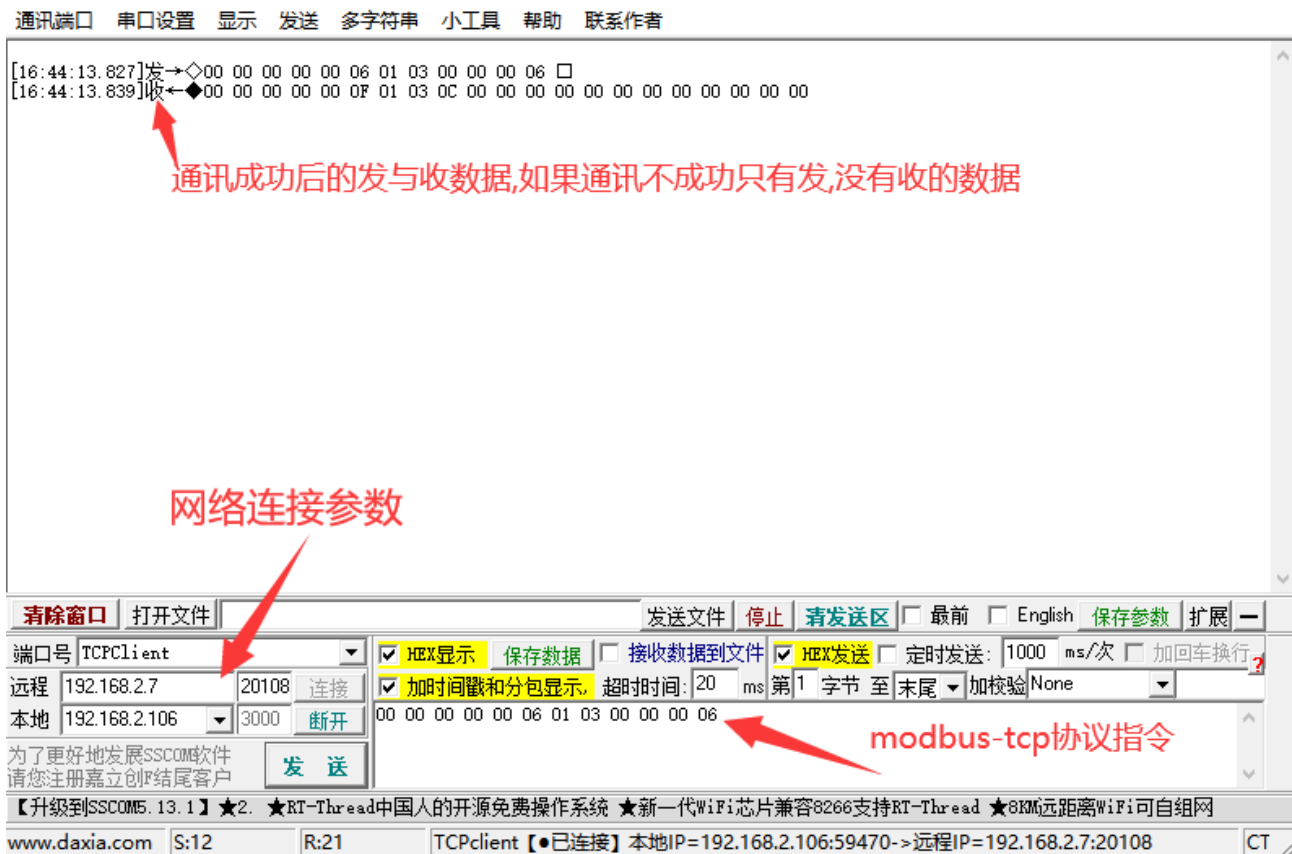 通讯端口 串口设置 显示 发送 多字符串 小工具 帮助 联系作者
[16:44:13.827]发→◇00 00 00 00 00 06 01 03 00 00 00 06 □
[16:44:13.839]收←◆00 00 00 00 00 0F 01 03 0C 00 00 00 00 00 00 00 00 00 00 00 00
通讯成功后的发与收数据,如果通讯不成功只有发,没有收的数据
网络连接参数
清除窗口 打开文件 发送文件 停止 清发送区 最前 English 保存参数 扩展 —
端口号 TCPClient HEX显示 保存数据 接收数据到文件 HEX发送 定时发送: 1000 ms/次 加回车换行 ?
远程 192.168.2.7 20108 连接 加时间戳和分包显示, 超时时间: 20 ms 第1 字节 至 末尾 加校验 None
本地 192.168.2.106 3000 断开 00 00 00 00 00 06 01 03 00 00 00 06
modbus-tcp协议指令
为了更好地发展SSCOM软件
请您注册嘉立创F结尾客户
发 送
【升级到SSCOM5.13.1】★2. ★RT-Thread中国人的开源免费操作系统 ★新一代WiFi芯片兼容8266支持RT-Thread ★8KM远距离WiFi可自组网
www.daxia.com S:12 R:21 TCPclient【●已连接】本地IP=192.168.2.106:59470->远程IP=192.168.2.7:20108 CT